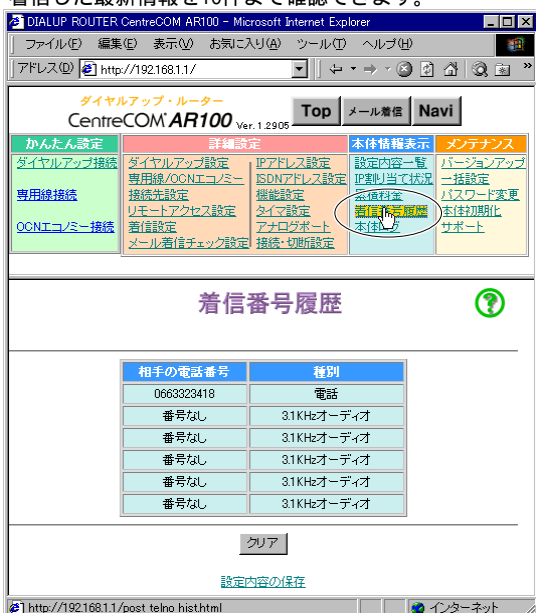 着信した最新情報を10件まで確認できます。
DIALUP ROUTER CentreCOM AR100 - Microsoft Internet Explorer
ファイル(F) 編集(E) 表示(V) お気に入り(A) ツール(T) ヘルプ(H)
アドレス(D) http://192.168.1.1/
ダイヤルアップ・ルーター
CentreCOM AR100 Ver. 1.2905
Top メール着信 Navi
かんたん設定 詳細設定 本体情報表示 メンテナンス
ダイヤルアップ接続 ダイヤルアップ設定 IPアドレス設定 設定内容一覧 バージョンアップ
専用線/OCNエコノミー ISDNアドレス設定 IP割り当て状況 一括設定
専用線接続 接続先設定 機能設定 累積料金 パスワード変更
リモートアクセス設定 タイマ設定 着信番号履歴 本体初期化
OCNエコノミー接続 着信設定 アナログポート 本体ログ サポート
メール着信チェック設定 接続・切断設定
着信番号履歴
相手の電話番号 種別
0663323418 電話
番号なし 3.1KHzオーディオ
番号なし 3.1KHzオーディオ
番号なし 3.1KHzオーディオ
番号なし 3.1KHzオーディオ
番号なし 3.1KHzオーディオ
クリア
設定内容の保存
http://192.168.1.1/post telno hist.html インターネット